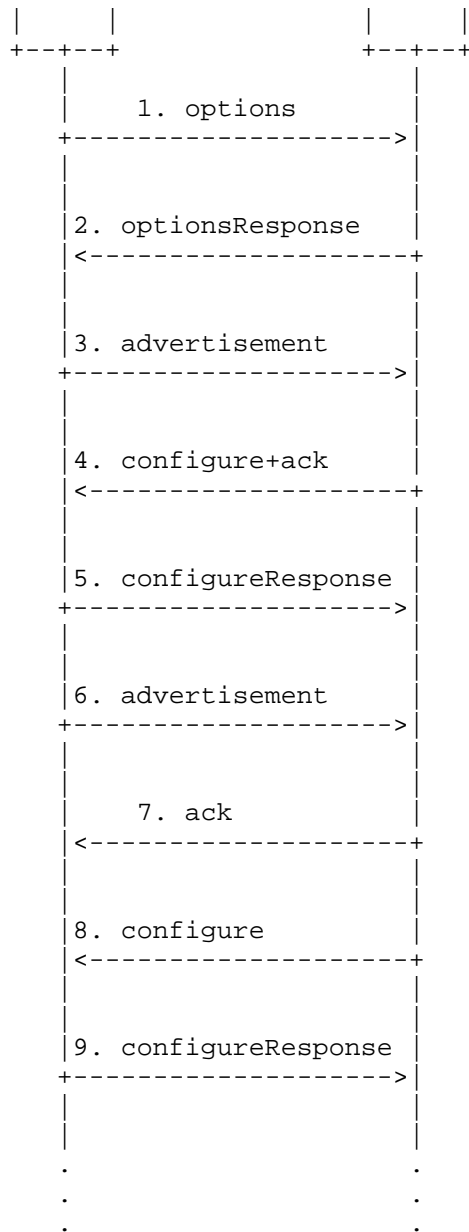 1. options
2. optionsResponse
3. advertisement
4. configure+ack
5. configureResponse
6. advertisement
7. ack
8. configure
9. configureResponse